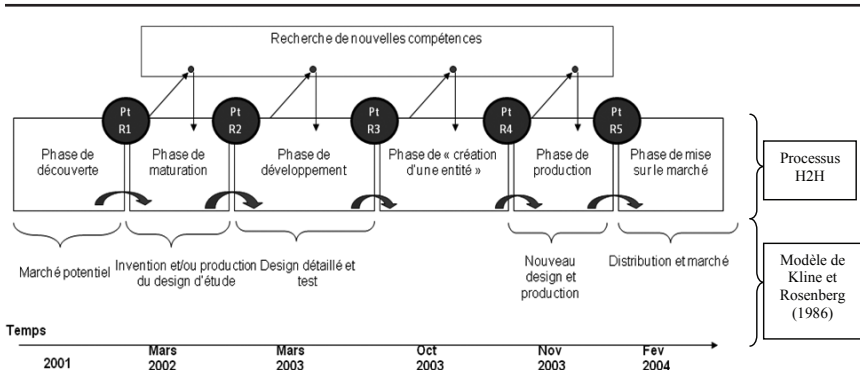 Recherche de nouvelles compétences
Pt
R1
Pt
R2
Pt
R3
Pt
R4
Pt
R5
Phase de
découverte
Phase de
maturation
Phase de
développement
Phase de « création
d'une entité »
Phase de
production
Phase de mise
sur le marché
Processus
H2H
Marché potentiel
Invention et/ou production
du design d'étude
Design détaillé et
test
Nouveau
design et
production
Distribution et marché
Modèle de
Kline et
Rosenberg
(1986)
Temps
2001
Mars
2002
Mars
2003
Oct
2003
Nov
2003
Fev
2004